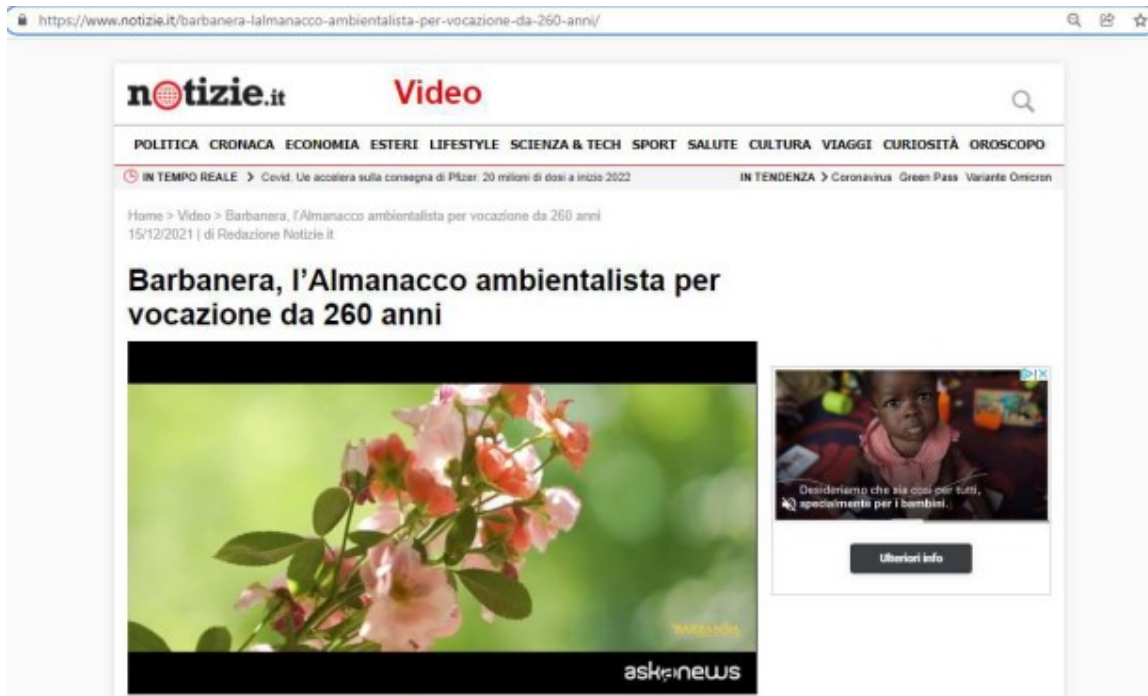 https://www.notizie.it/barbanera-lalmanacco-ambientalista-per-vocazione-da-260-anni/
notizie.it Video
POLITICA CRONACA ECONOMIA ESTERI LIFESTYLE SCIENZA & TECH SPORT SALUTE CULTURA VIAGGI CURIOSITÀ OROSCOPO
IN TEMPO REALE > Covid, Ue accelera sulla consegna di Pfizer: 20 milioni di dosi a inizio 2022 IN TENDENZA > Coronavirus Green Pass Variante Omicron
Home > Video > Barbanera, l'Almanacco ambientalista per vocazione da 260 anni
15/12/2021 | di Redazione Notizie.it
Barbanera, l'Almanacco ambientalista per
vocazione da 260 anni
Desideriamo che sia così per tutti,
specialmente per i bambini.
Ulteriori info
askanews